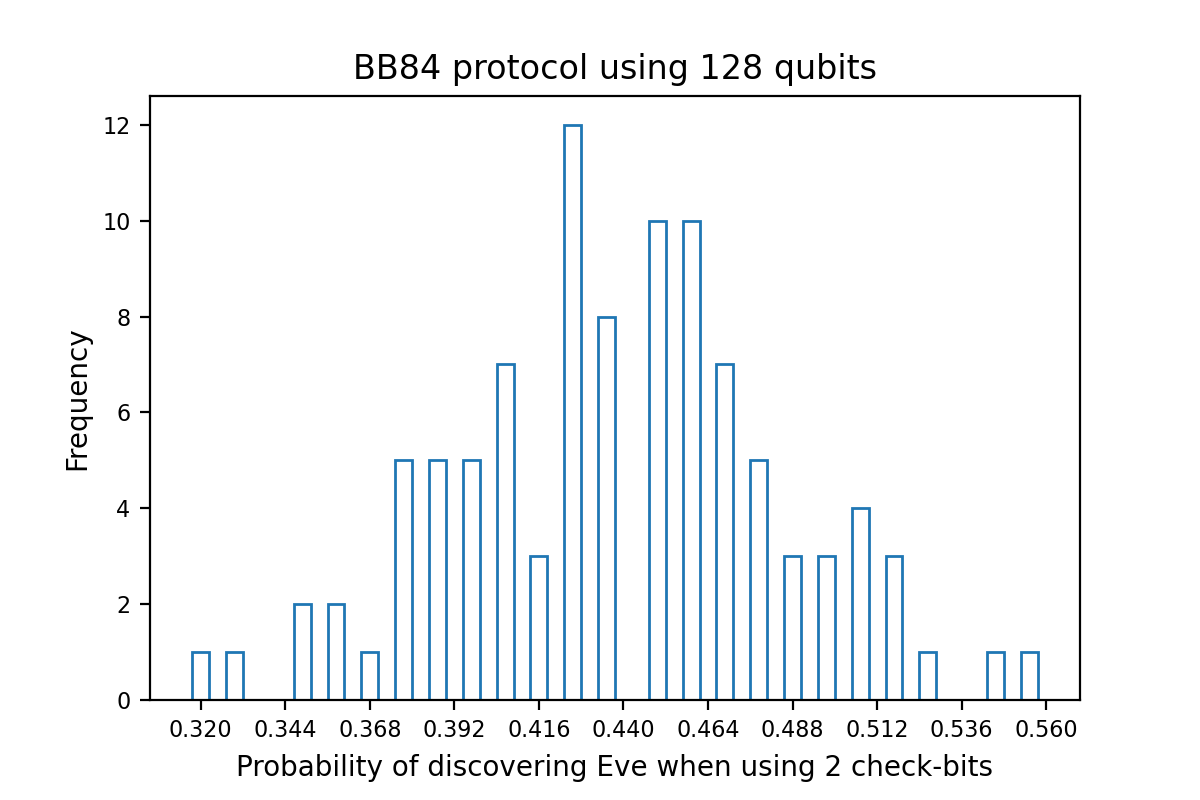 BB84 protocol using 128 qubits
12
10
8
6
4
2
0
Frequency
0.320 0.344 0.368 0.392 0.416 0.440 0.464 0.488 0.512 0.536 0.560
Probability of discovering Eve when using 2 check-bits